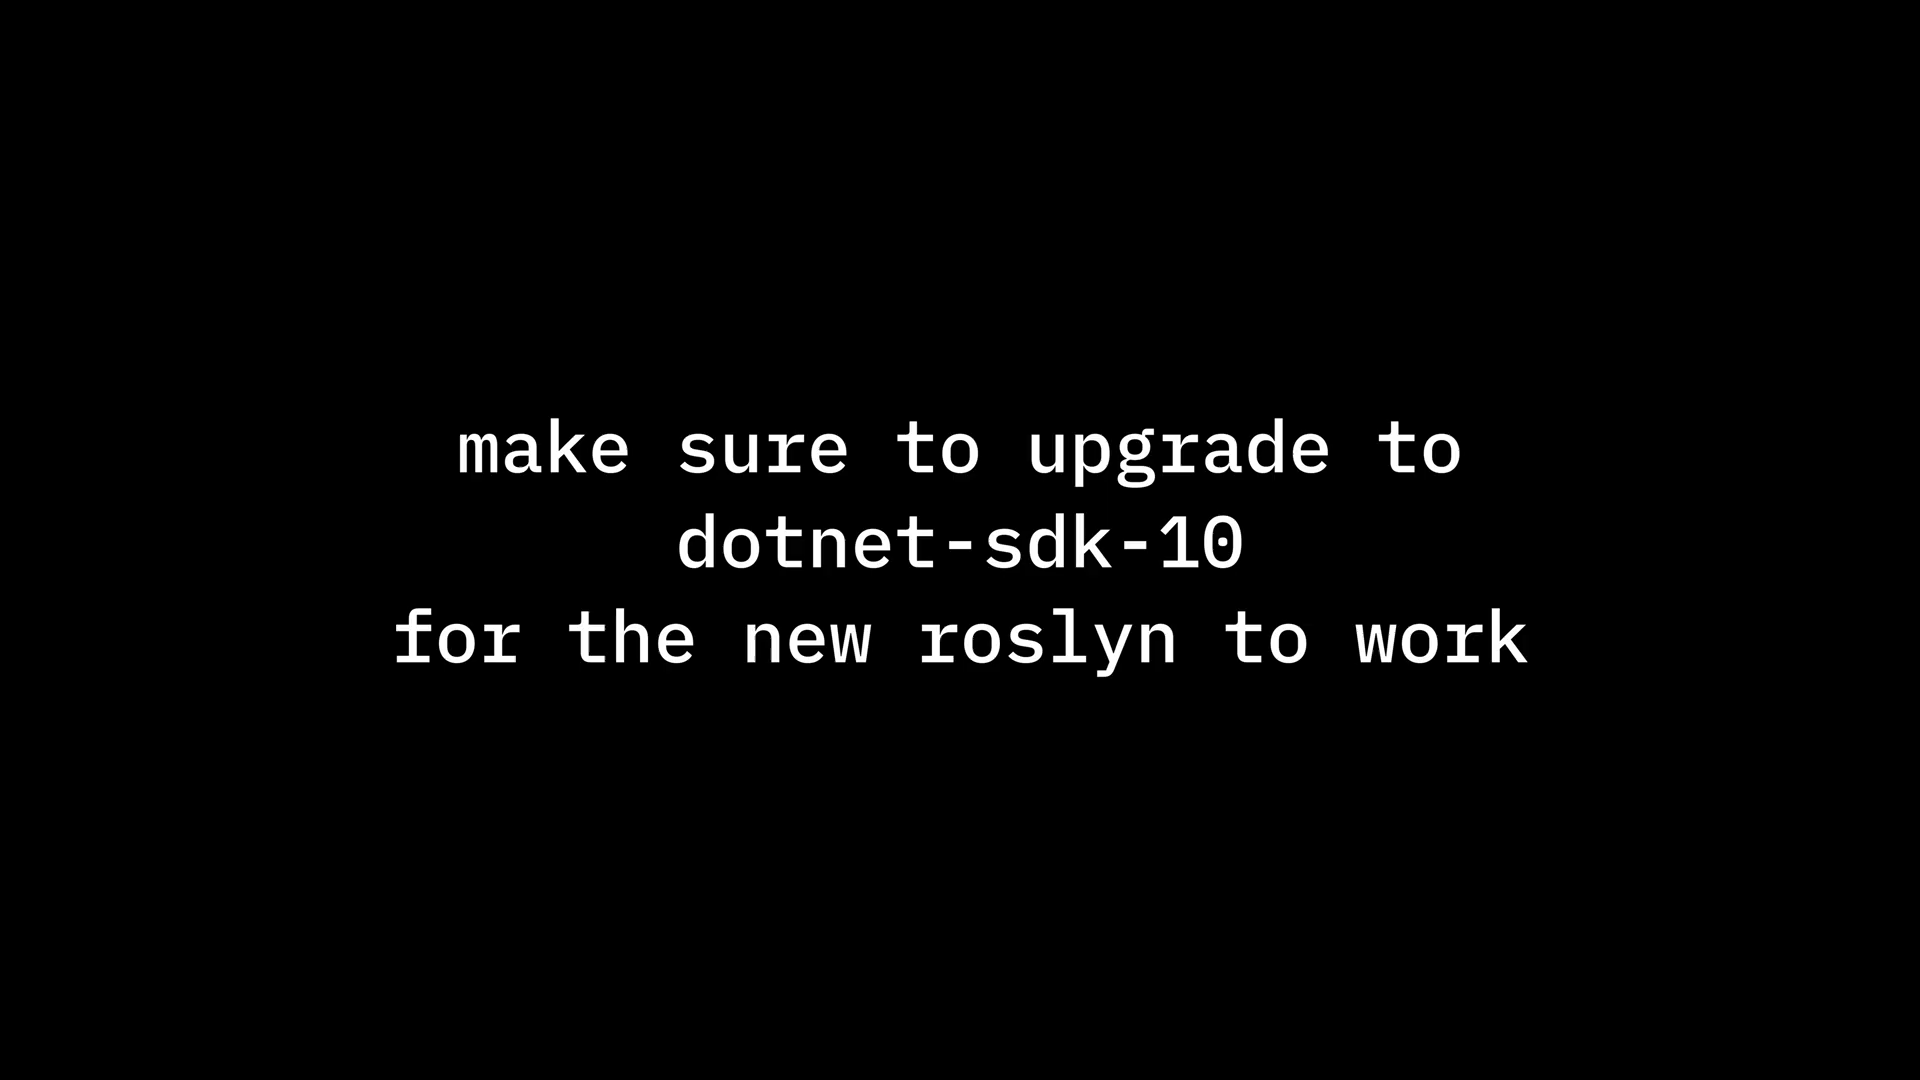 make sure to upgrade to
dotnet-sdk-10
for the new roslyn to work